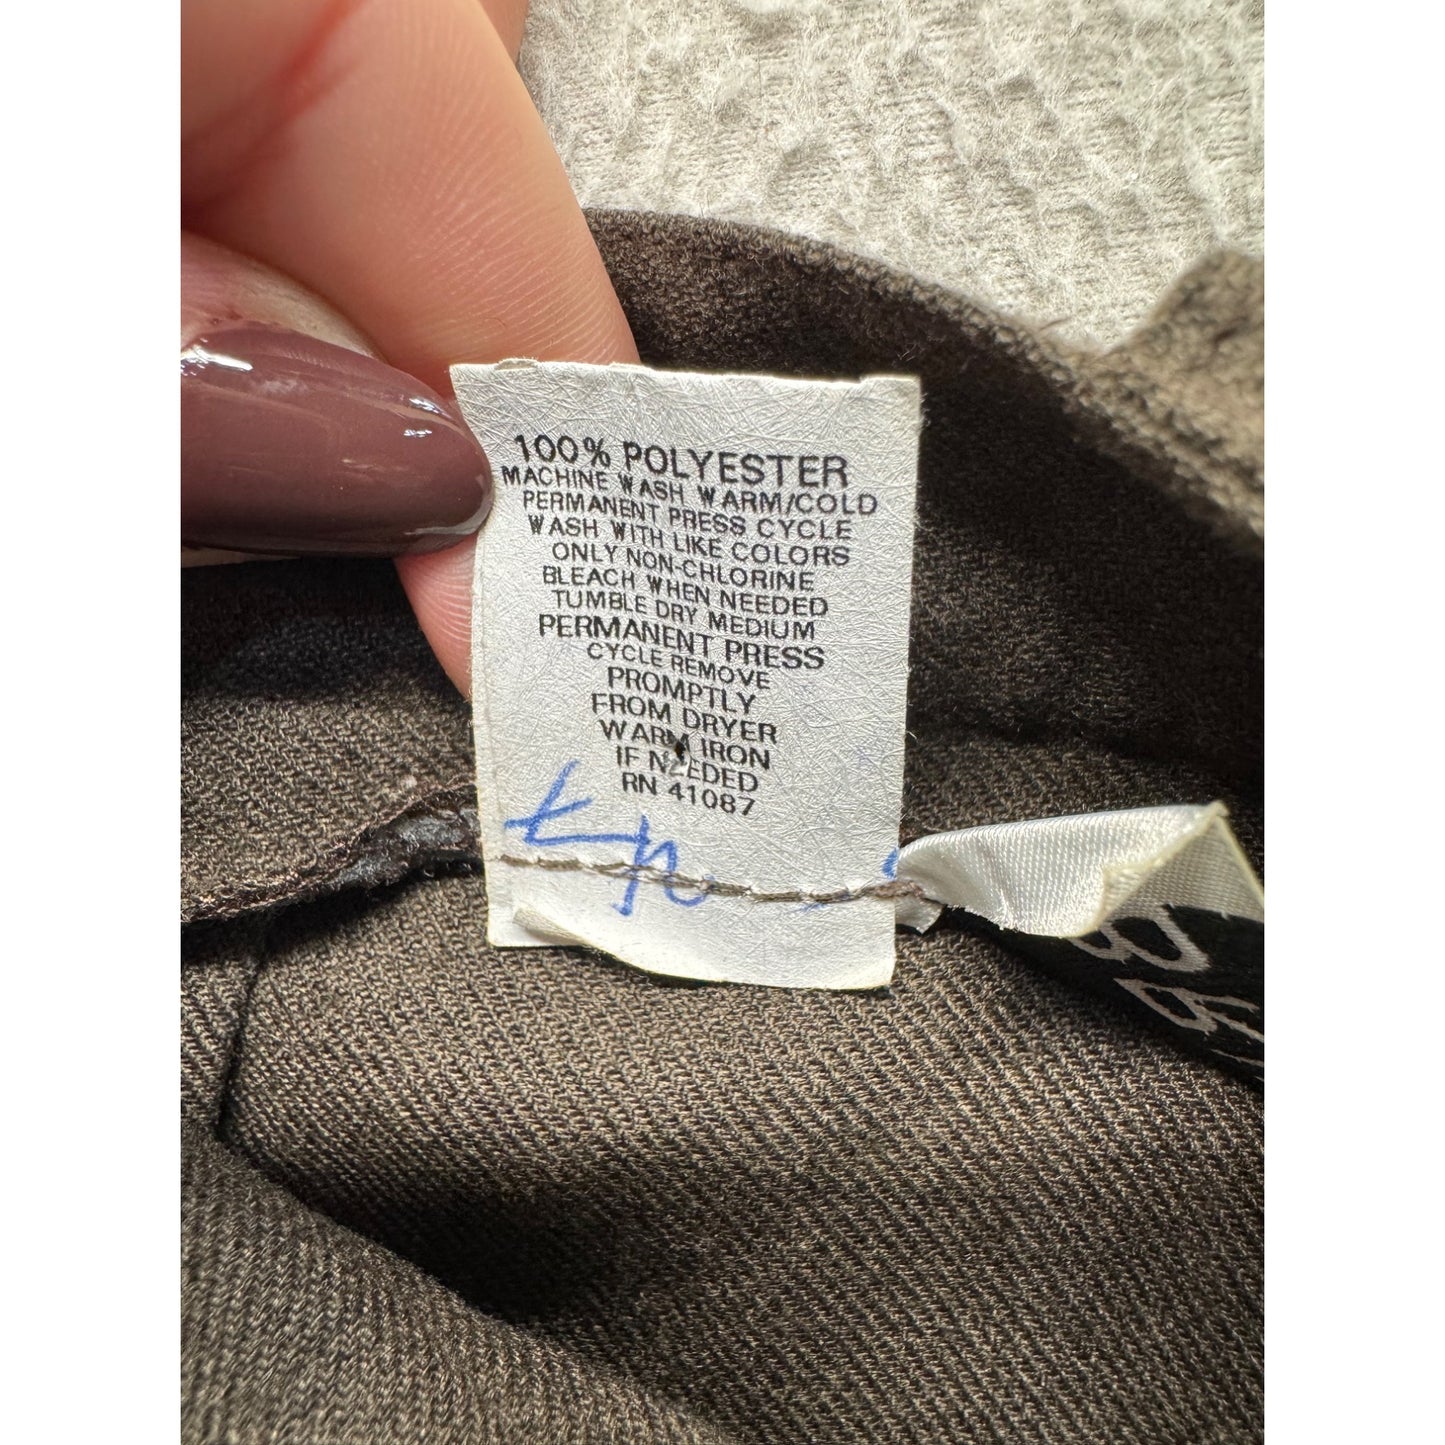 100% POLYESTER
MACHINE WASH WARM/COLD
PERMANENT PRESS CYCLE
WASH WITH LIKE COLORS
ONLY NON-CHLORINE
BLEACH WHEN NEEDED
TUMBLE DRY MEDIUM
PERMANENT PRESS
CYCLE REMOVE
PROMPTLY
FROM DRYER
WARM IRON
IF NEEDED
RN 41087